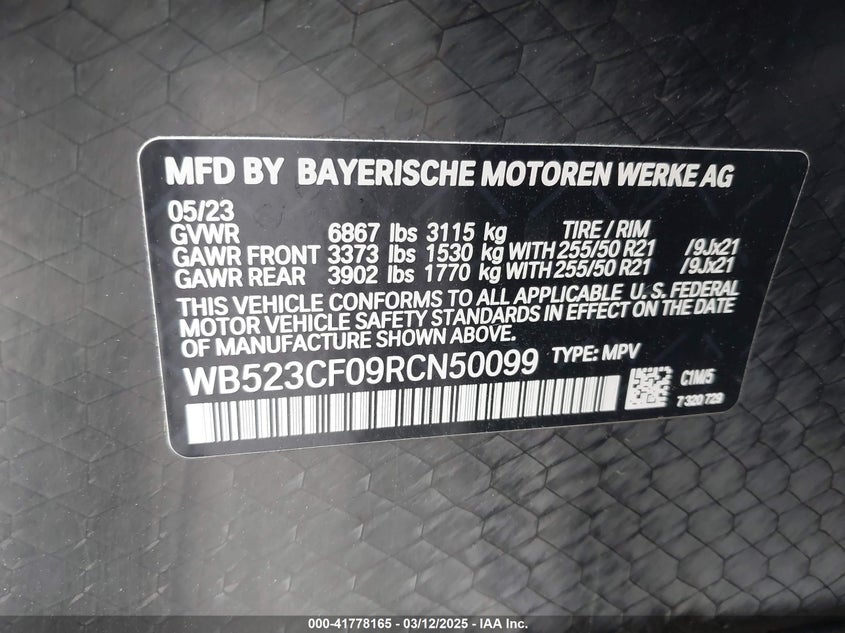 MFD BY BAYERISCHE MOTOREN WERKE AG
05/23
GVWR 6867 lbs 3115 kg TIRE / RIM
GAWR FRONT 3373 lbs 1530 kg WITH 255/50 R21 /9Jx21
GAWR REAR 3902 lbs 1770 kg WITH 255/50 R21 /9Jx21
THIS VEHICLE CONFORMS TO ALL APPLICABLE U.S. FEDERAL
MOTOR VEHICLE SAFETY STANDARDS IN EFFECT ON THE DATE
OF MANUFACTURE SHOWN ABOVE.
WB523CF09RCN50099 TYPE: MPV
C1M/5
7 320 729
000-41778165 - 03/12/2025 - IAA Inc.